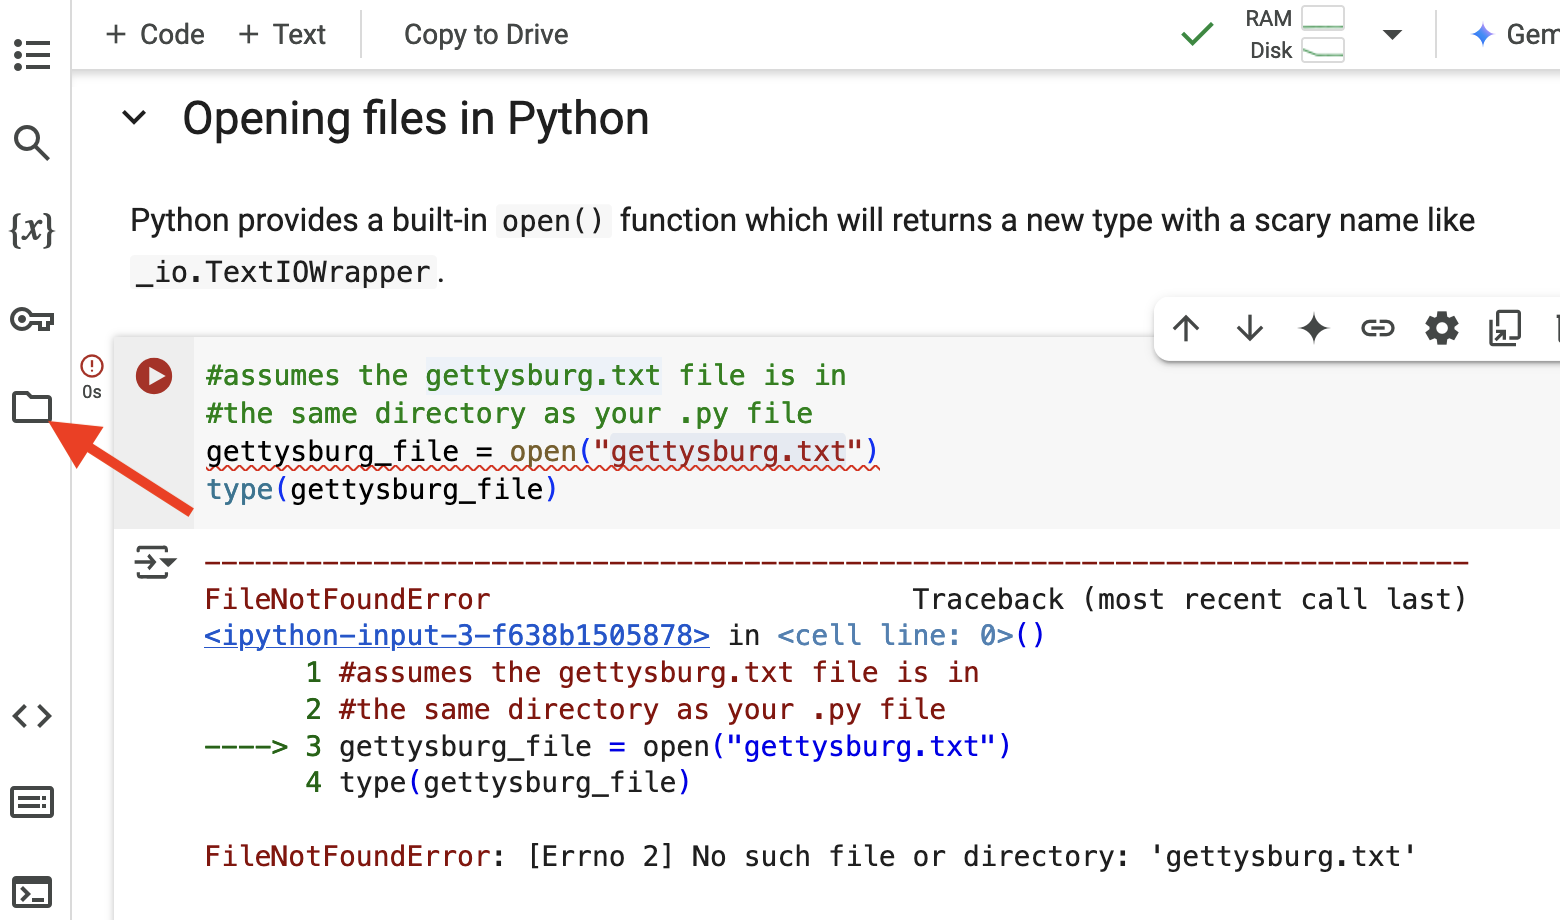 + Code + Text Copy to Drive RAM Disk Gem
Opening files in Python
Python provides a built-in open() function which will returns a new type with a scary name like
_io.TextIOWrapper.
{x}
0s
#assumes the gettysburg.txt file is in
#the same directory as your .py file
gettysburg_file = open("gettysburg.txt")
type(gettysburg_file)
--------------------------------------------------------------------------- 
FileNotFoundError Traceback (most recent call last)
<ipython-input-3-f638b1505878> in <cell line: 0>()
1 #assumes the gettysburg.txt file is in
2 #the same directory as your .py file
----> 3 gettysburg_file = open("gettysburg.txt")
4 type(gettysburg_file)
FileNotFoundError: [Errno 2] No such file or directory: 'gettysburg.txt'